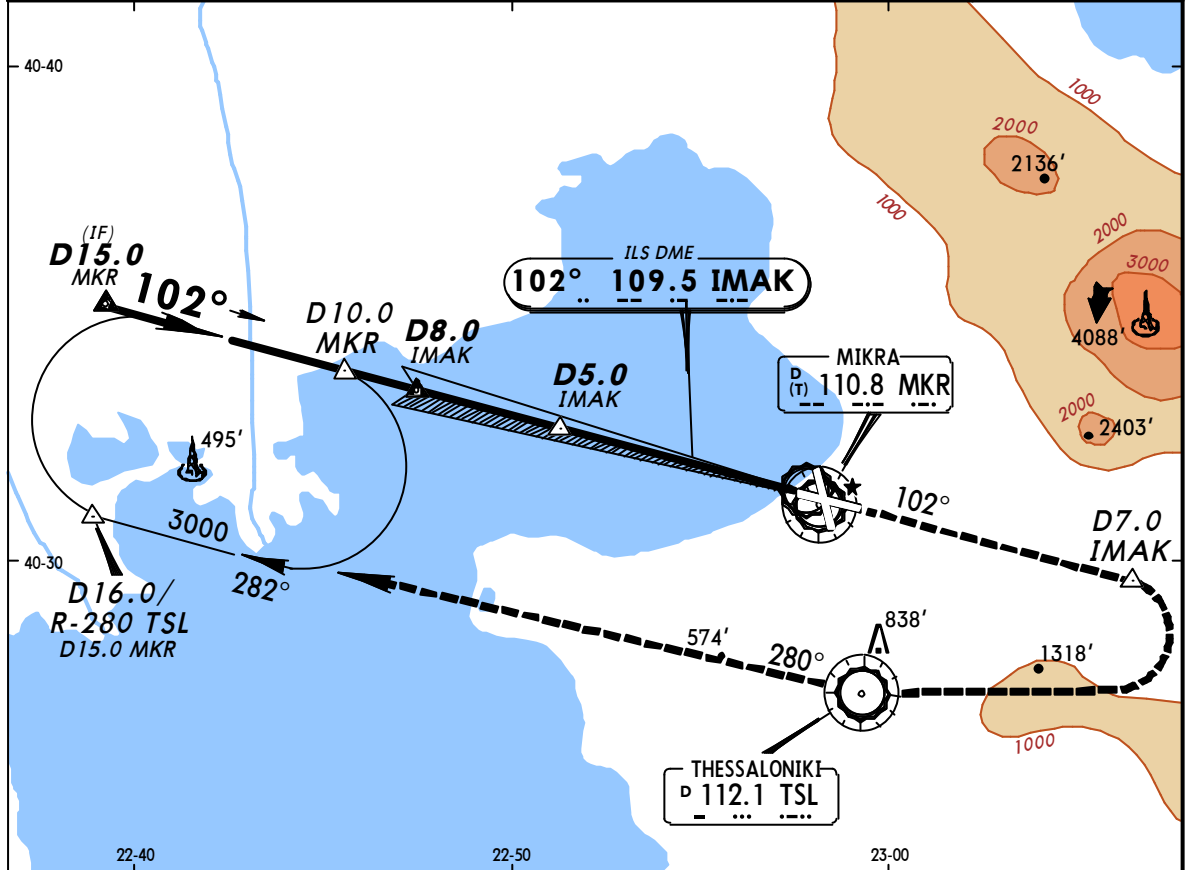 40-40
1000
2000
2136'
1000
2000
3000
4088'
2000
2403'
(IF)
D15.0
MKR
102°
ILS DME
102° 109.5 IMAK
D10.0
MKR
D8.0
IMAK
D5.0
IMAK
MIKRA
D
(T) 110.8 MKR
495'
102°
D7.0
IMAK
3000
40-30
282°
D16.0/
R-280 TSL
D15.0 MKR
574'
280°
838'
1318'
1000
THESSALONIKI
D 112.1 TSL
22-40
22-50
23-00